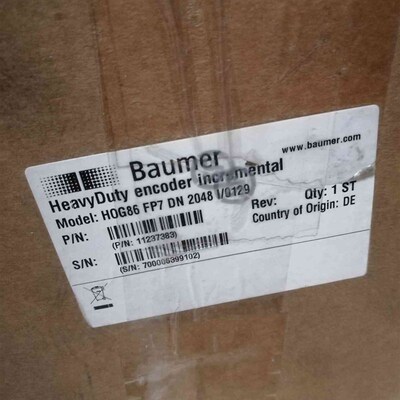 Baumer
www.baumer.com
HeavyDuty encoder incremental
Model: HOG86 FP7 DN 2048 I/0129
P/N:
(P/N: 11237383)
Rev:
Qty: 1 ST
Country of Origin: DE
S/N:
(S/N: 700006399102)